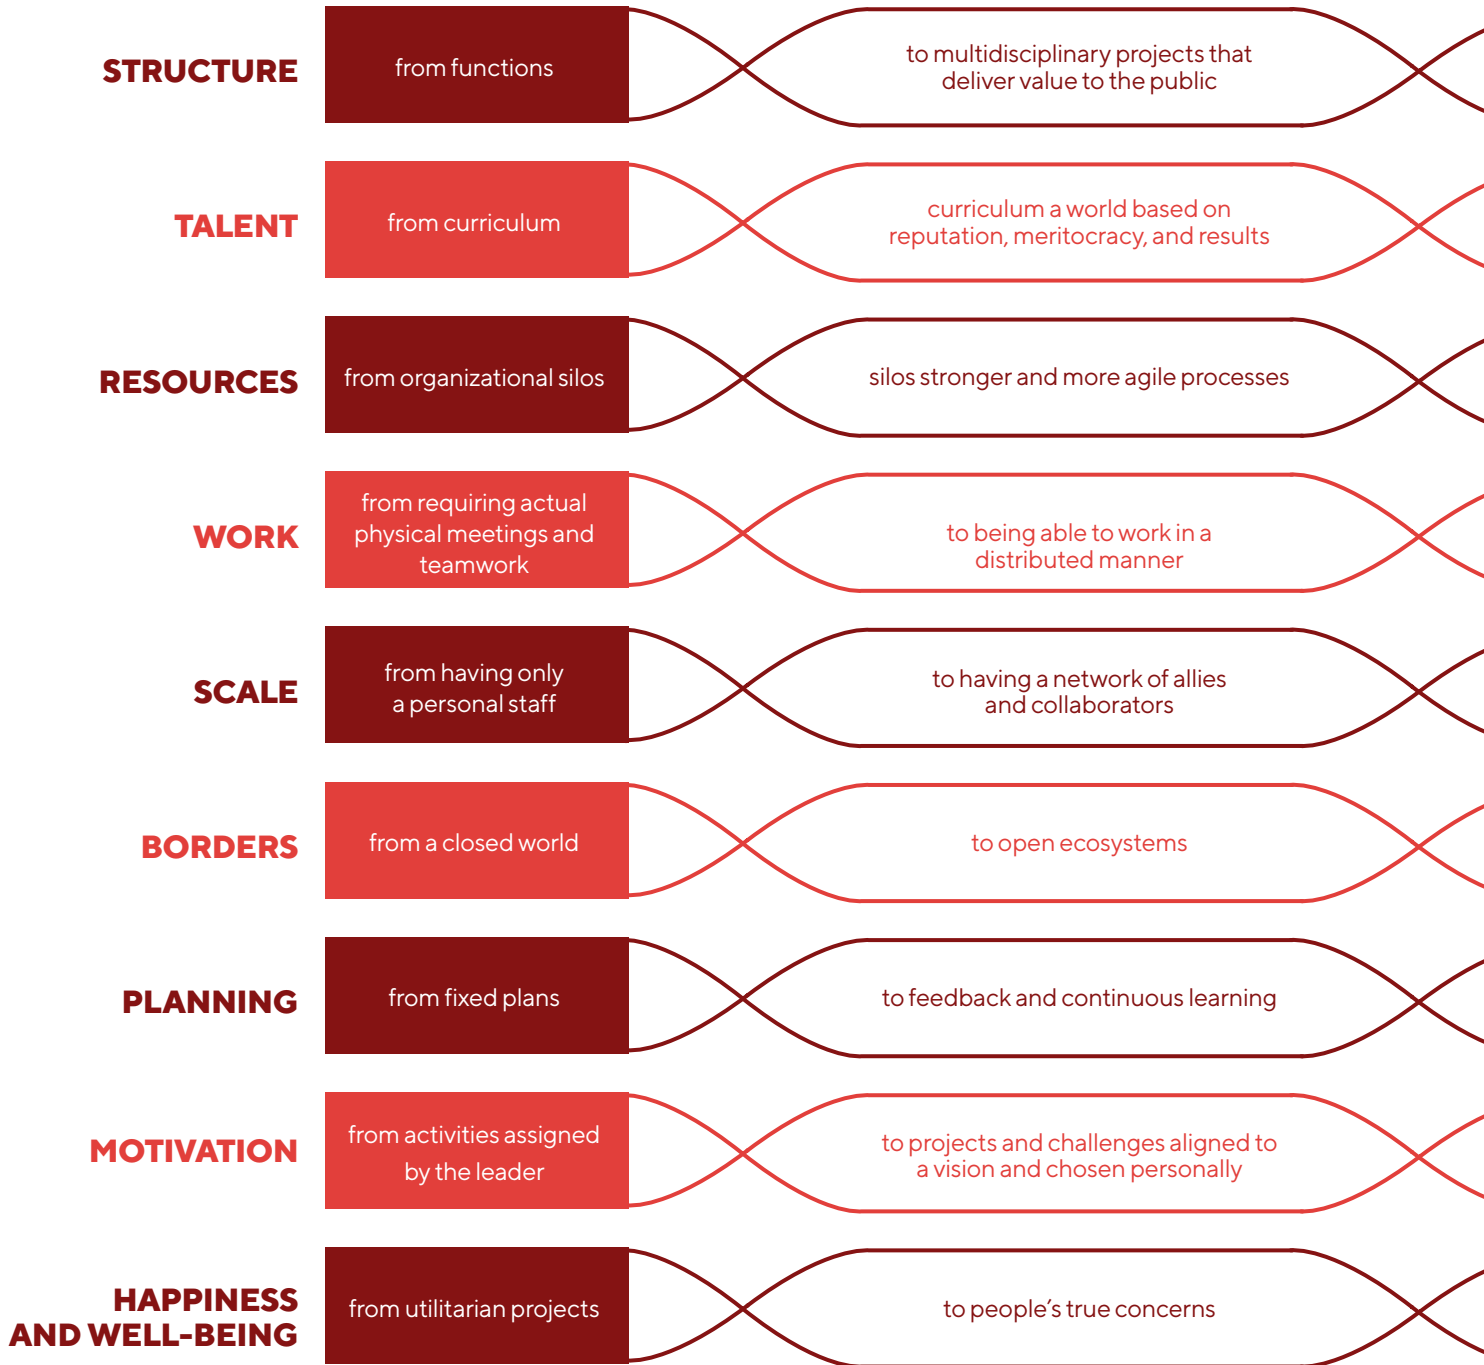 STRUCTURE
from functions
to multidisciplinary projects that
deliver value to the public
TALENT
from curriculum
curriculum a world based on
reputation, meritocracy, and results
RESOURCES
from organizational silos
silos stronger and more agile processes
WORK
from requiring actual
physical meetings and
teamwork
to being able to work in a
distributed manner
SCALE
from having only
a personal staff
to having a network of allies
and collaborators
BORDERS
from a closed world
to open ecosystems
PLANNING
from fixed plans
to feedback and continuous learning
MOTIVATION
from activities assigned
by the leader
to projects and challenges aligned to
a vision and chosen personally
HAPPINESS
AND WELL-BEING
from utilitarian projects
to people's true concerns